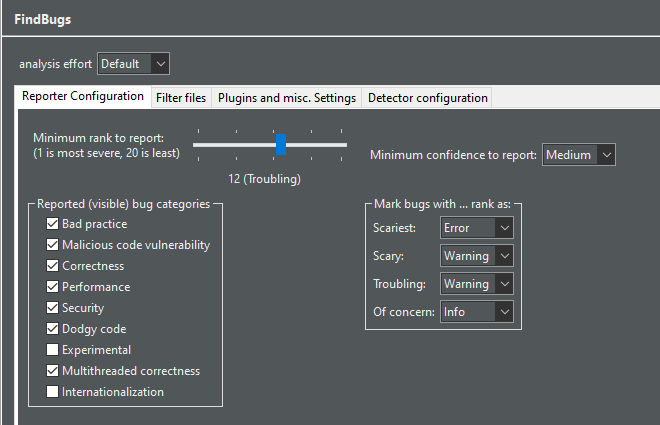 FindBugs
analysis effort Default
Reporter Configuration Filter files Plugins and misc. Settings Detector configuration
Minimum rank to report:
(1 is most severe, 20 is least)
12 (Troubling)
Minimum confidence to report: Medium
Reported (visible) bug categories
Bad practice
Malicious code vulnerability
Correctness
Performance
Security
Dodgy code
Experimental
Multithreaded correctness
Internationalization
Mark bugs with ... rank as:
Scariest: Error
Scary: Warning
Troubling: Warning
Of concern: Info